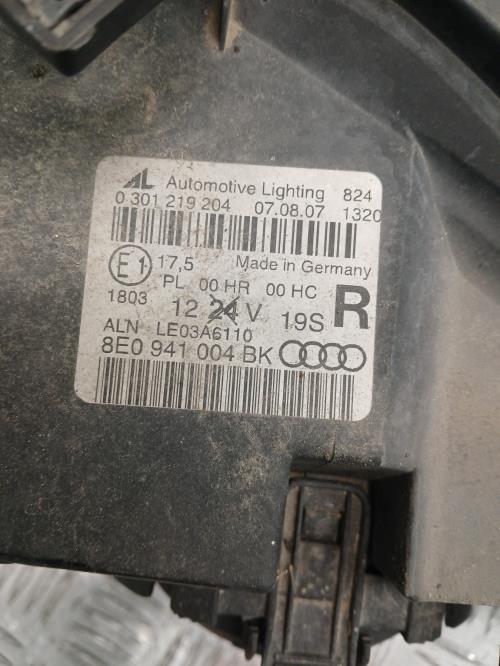 AL Automotive Lighting 824
0 301 219 204 07.08.07 1320
E1 17,5 Made in Germany
PL 00 HR 00 HC R
1803 12 24 V 19S
ALN LE03A6110
8E0 941 004 BK